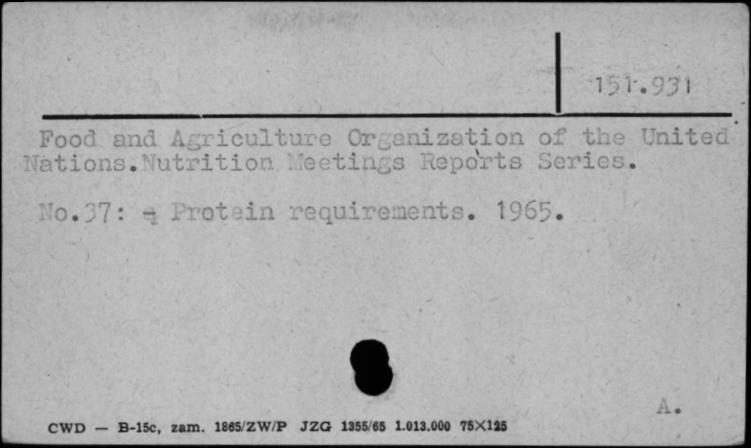 151.931
Food and Agriculture Organization of the United
Nations.Nutrition Meetings Reports Series.
No.37: Protein requirements. 1965.
A.
CWD — B-15c, zam. 1865/ZW/P JZG 1355/65 1.013.000 75X125